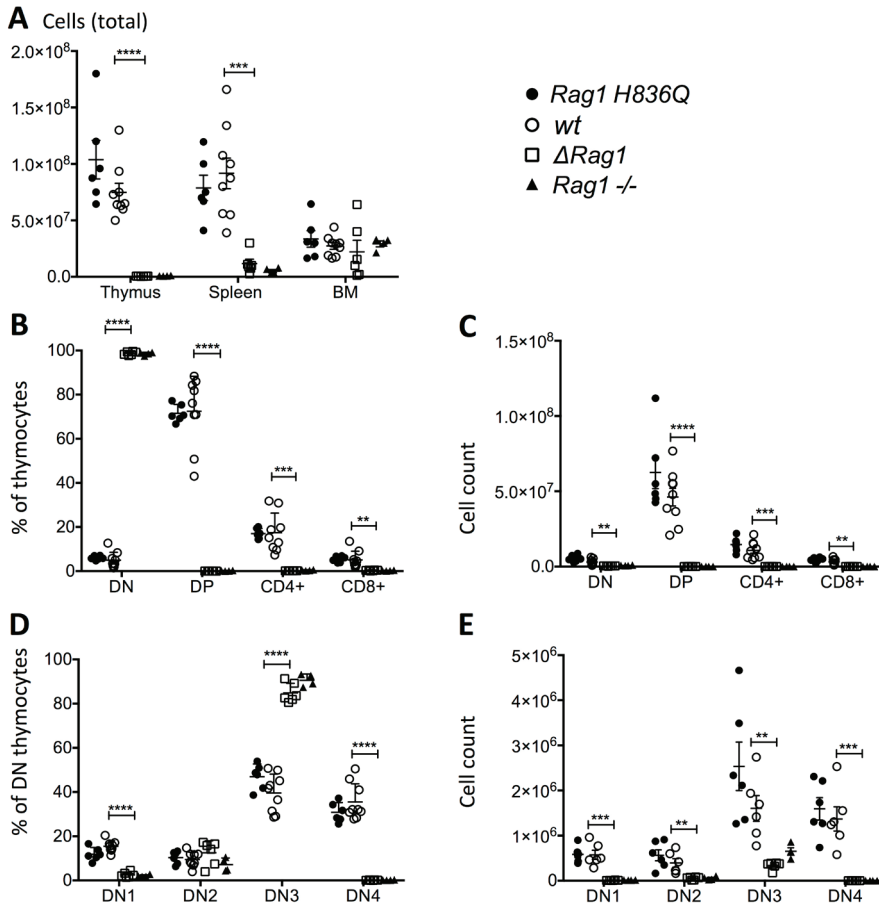 A Cells (total)
2.0×10⁸
1.5×10⁸
1.0×10⁸
5.0×10⁷
0.0
**** ***
Thymus Spleen BM
Rag1 H836Q
wt
ΔRag1
Rag1 -/-
B
% of thymocytes
100
80
60
40
20
0
**** **** *** **
DN DP CD4+ CD8+
C
Cell count
1.5×10⁸
1.0×10⁸
5.0×10⁷
0.0
** **** *** **
DN DP CD4+ CD8+
D
% of DN thymocytes
100
80
60
40
20
0
**** **** ****
DN1 DN2 DN3 DN4
E
Cell count
5×10⁶
4×10⁶
3×10⁶
2×10⁶
1×10⁶
0
*** ** ** ***
DN1 DN2 DN3 DN4